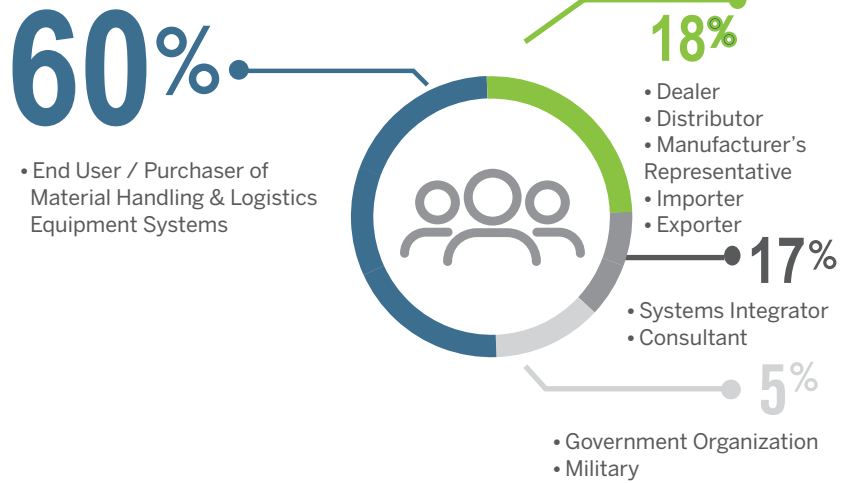 60%
• End User / Purchaser of
Material Handling & Logistics
Equipment Systems
18%
• Dealer
• Distributor
• Manufacturer’s
Representative
• Importer
• Exporter
17%
• Systems Integrator
• Consultant
5%
• Government Organization
• Military